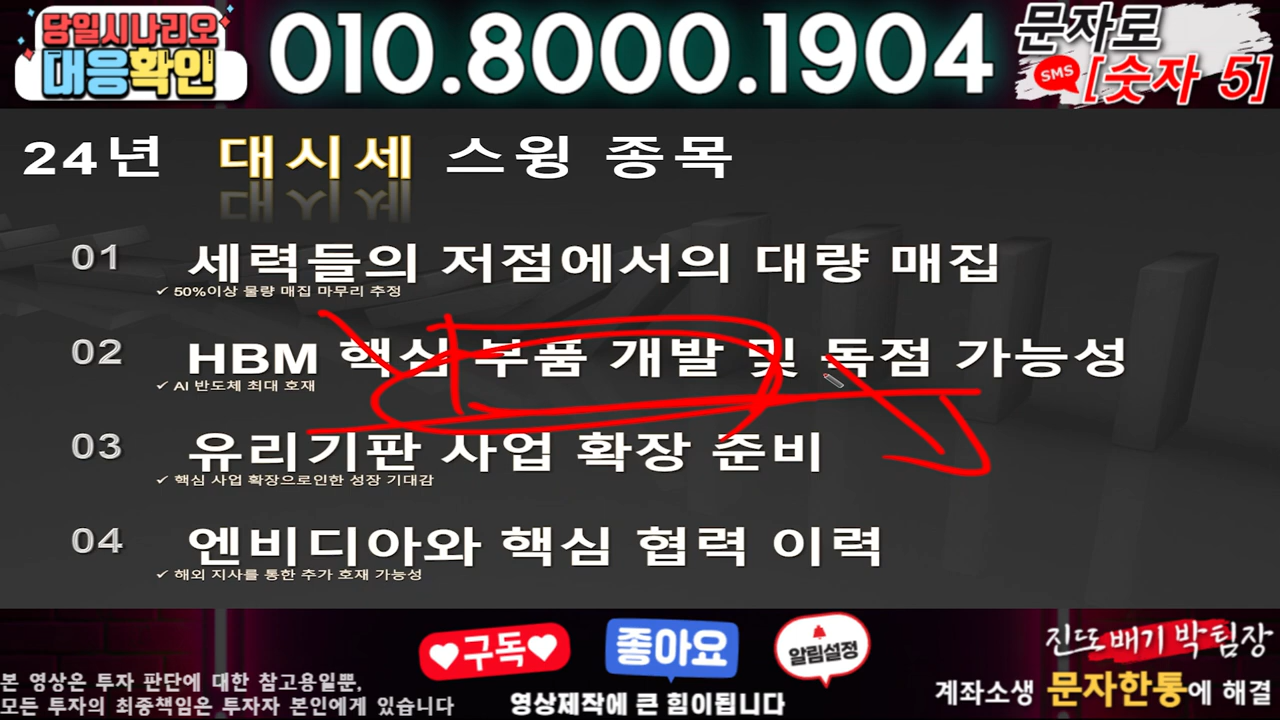 당일시나리오
대응확인
010.8000.1904
문자로
SMS [숫자 5]
24년 대시세 스윙 종목
01 세력들의 저점에서의 대량 매집
✓ 50%이상 물량 매집 마무리 추정
02 HBM 핵심 부품 개발 및 독점 가능성
✓ AI 반도체 최대 호재
03 유리기판 사업 확장 준비
✓ 핵심 사업 확장으로인한 성장 기대감
04 엔비디아와 핵심 협력 이력
✓ 해외 지사를 통한 추가 호재 가능성
구독
좋아요
알림설정
영상제작에 큰 힘이됩니다
본 영상은 투자 판단에 대한 참고용일뿐,
모든 투자의 최종책임은 투자자 본인에게 있습니다
진또배기 박팀장
계좌소생 문자한통에 해결